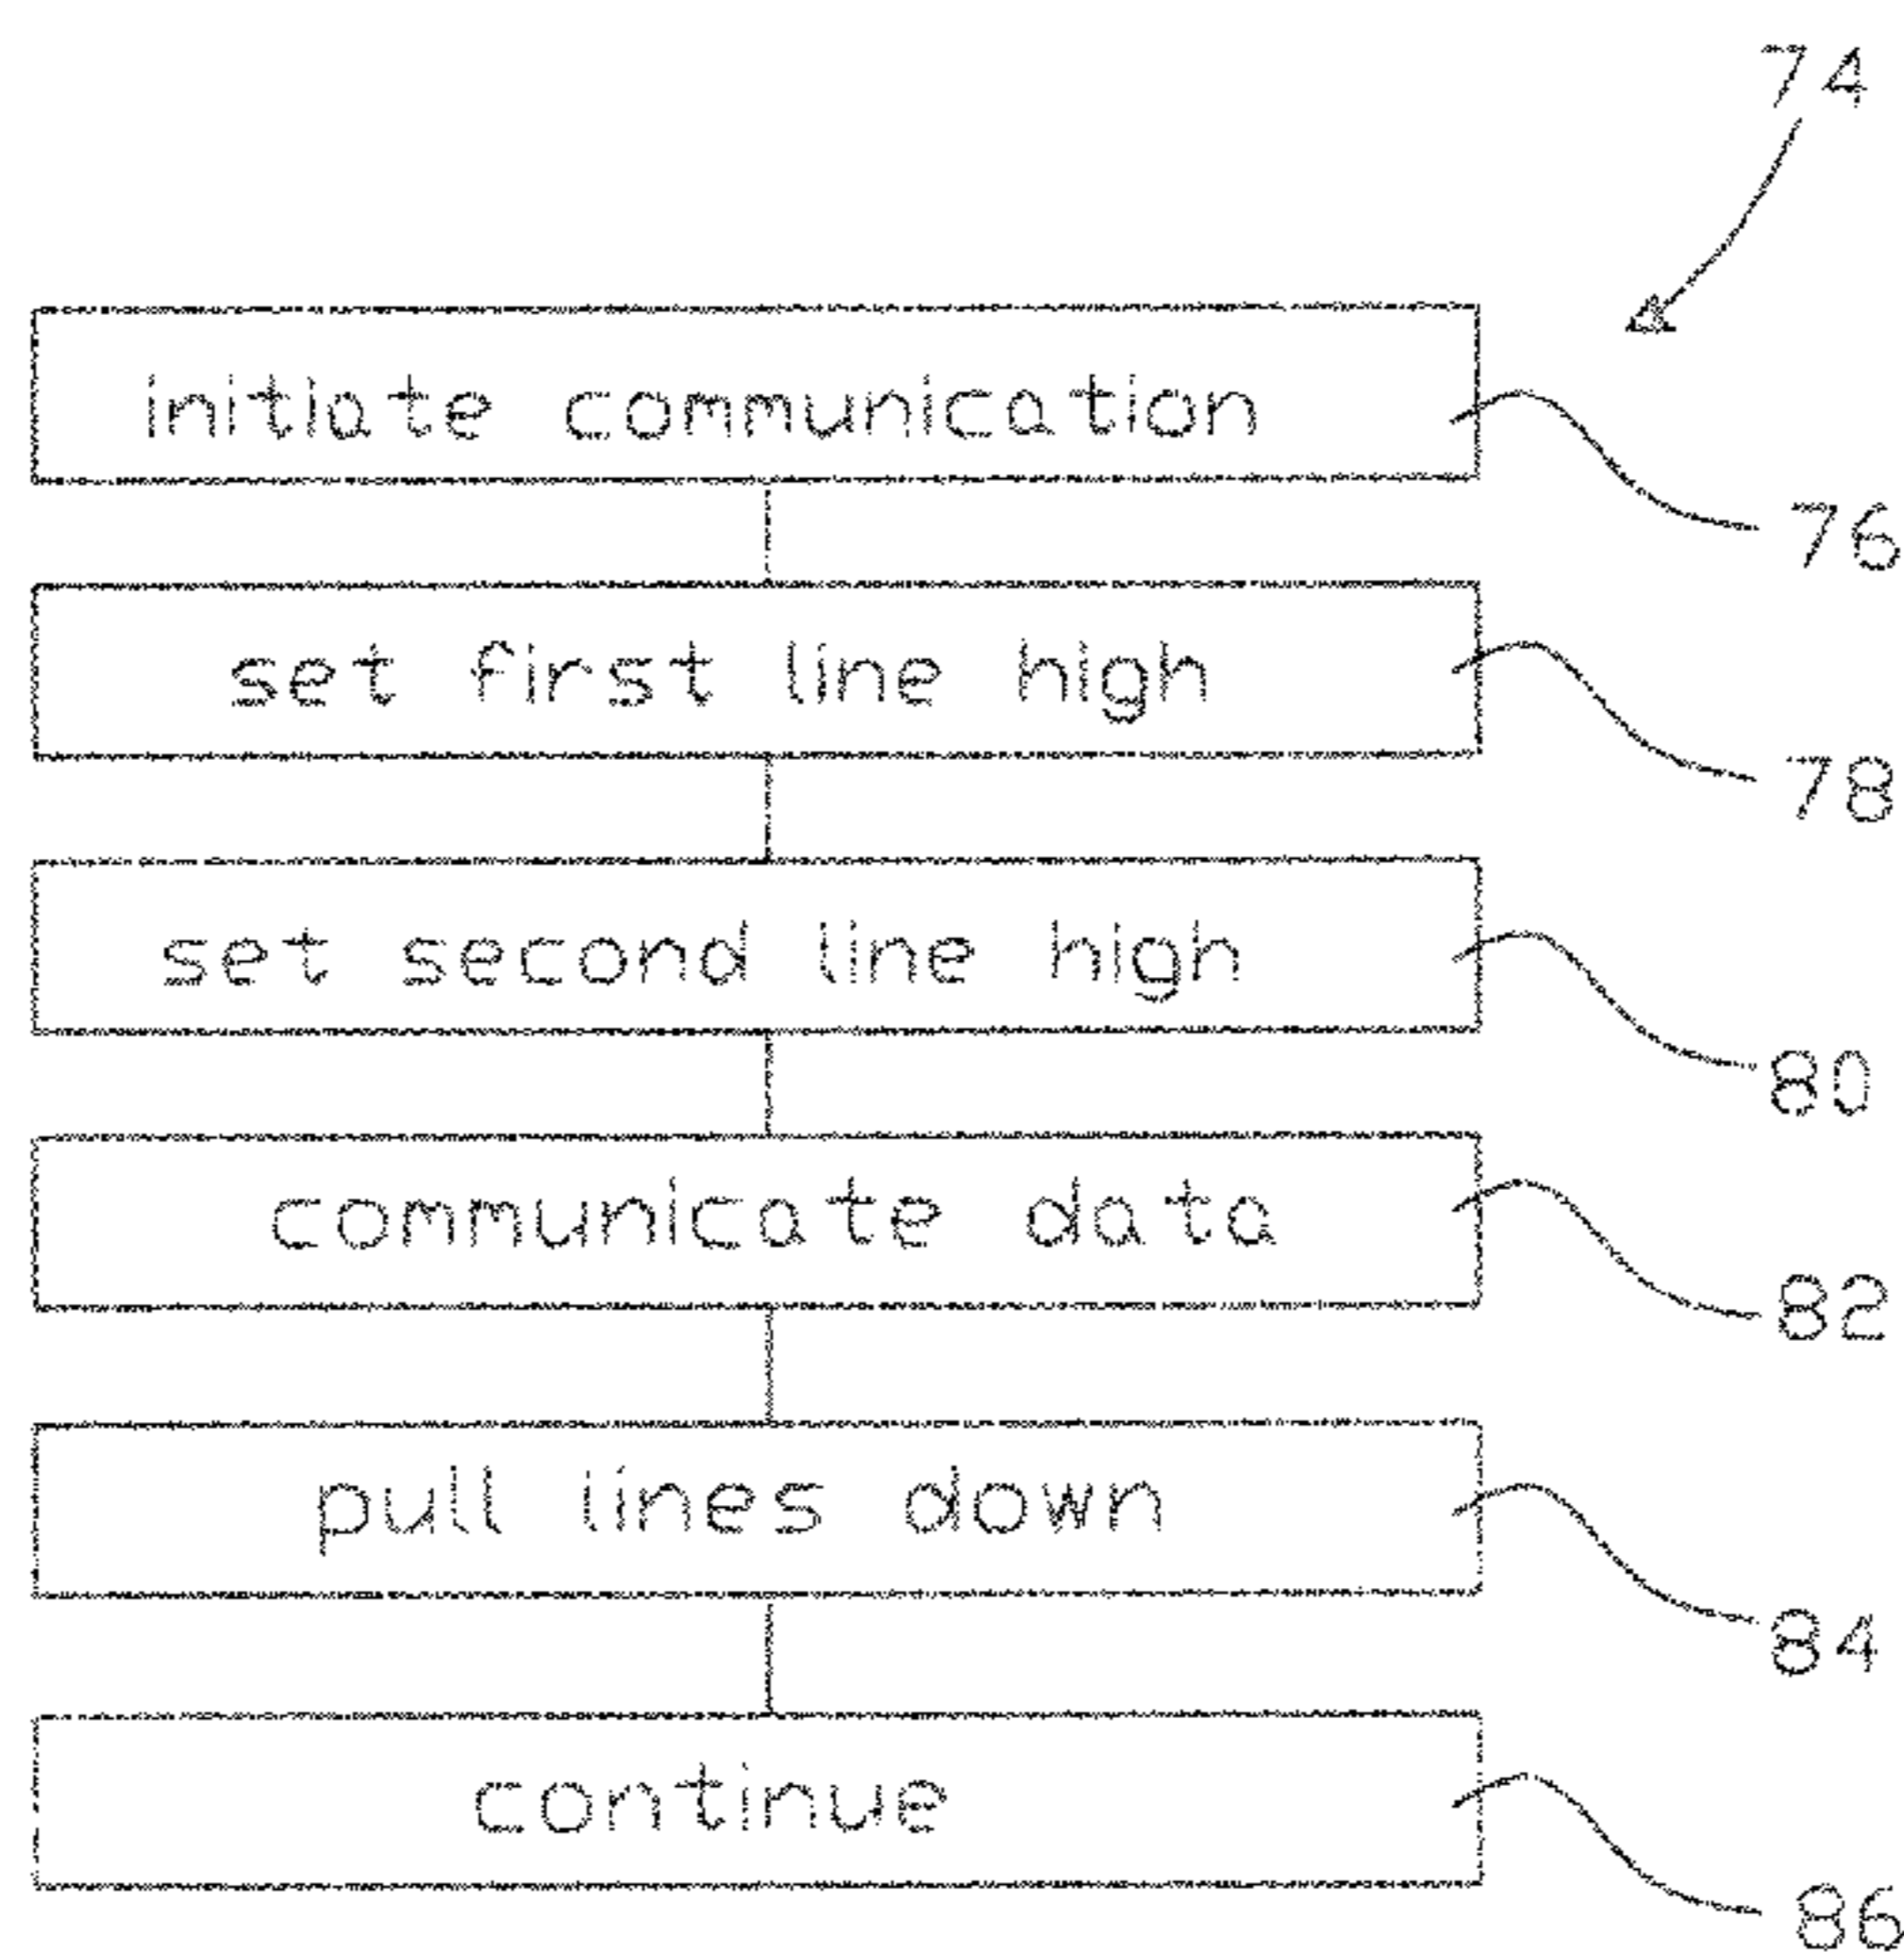 74
initiate communication
76
set first line high
78
set second line high
80
communicate data
82
pull lines down
84
continue
86